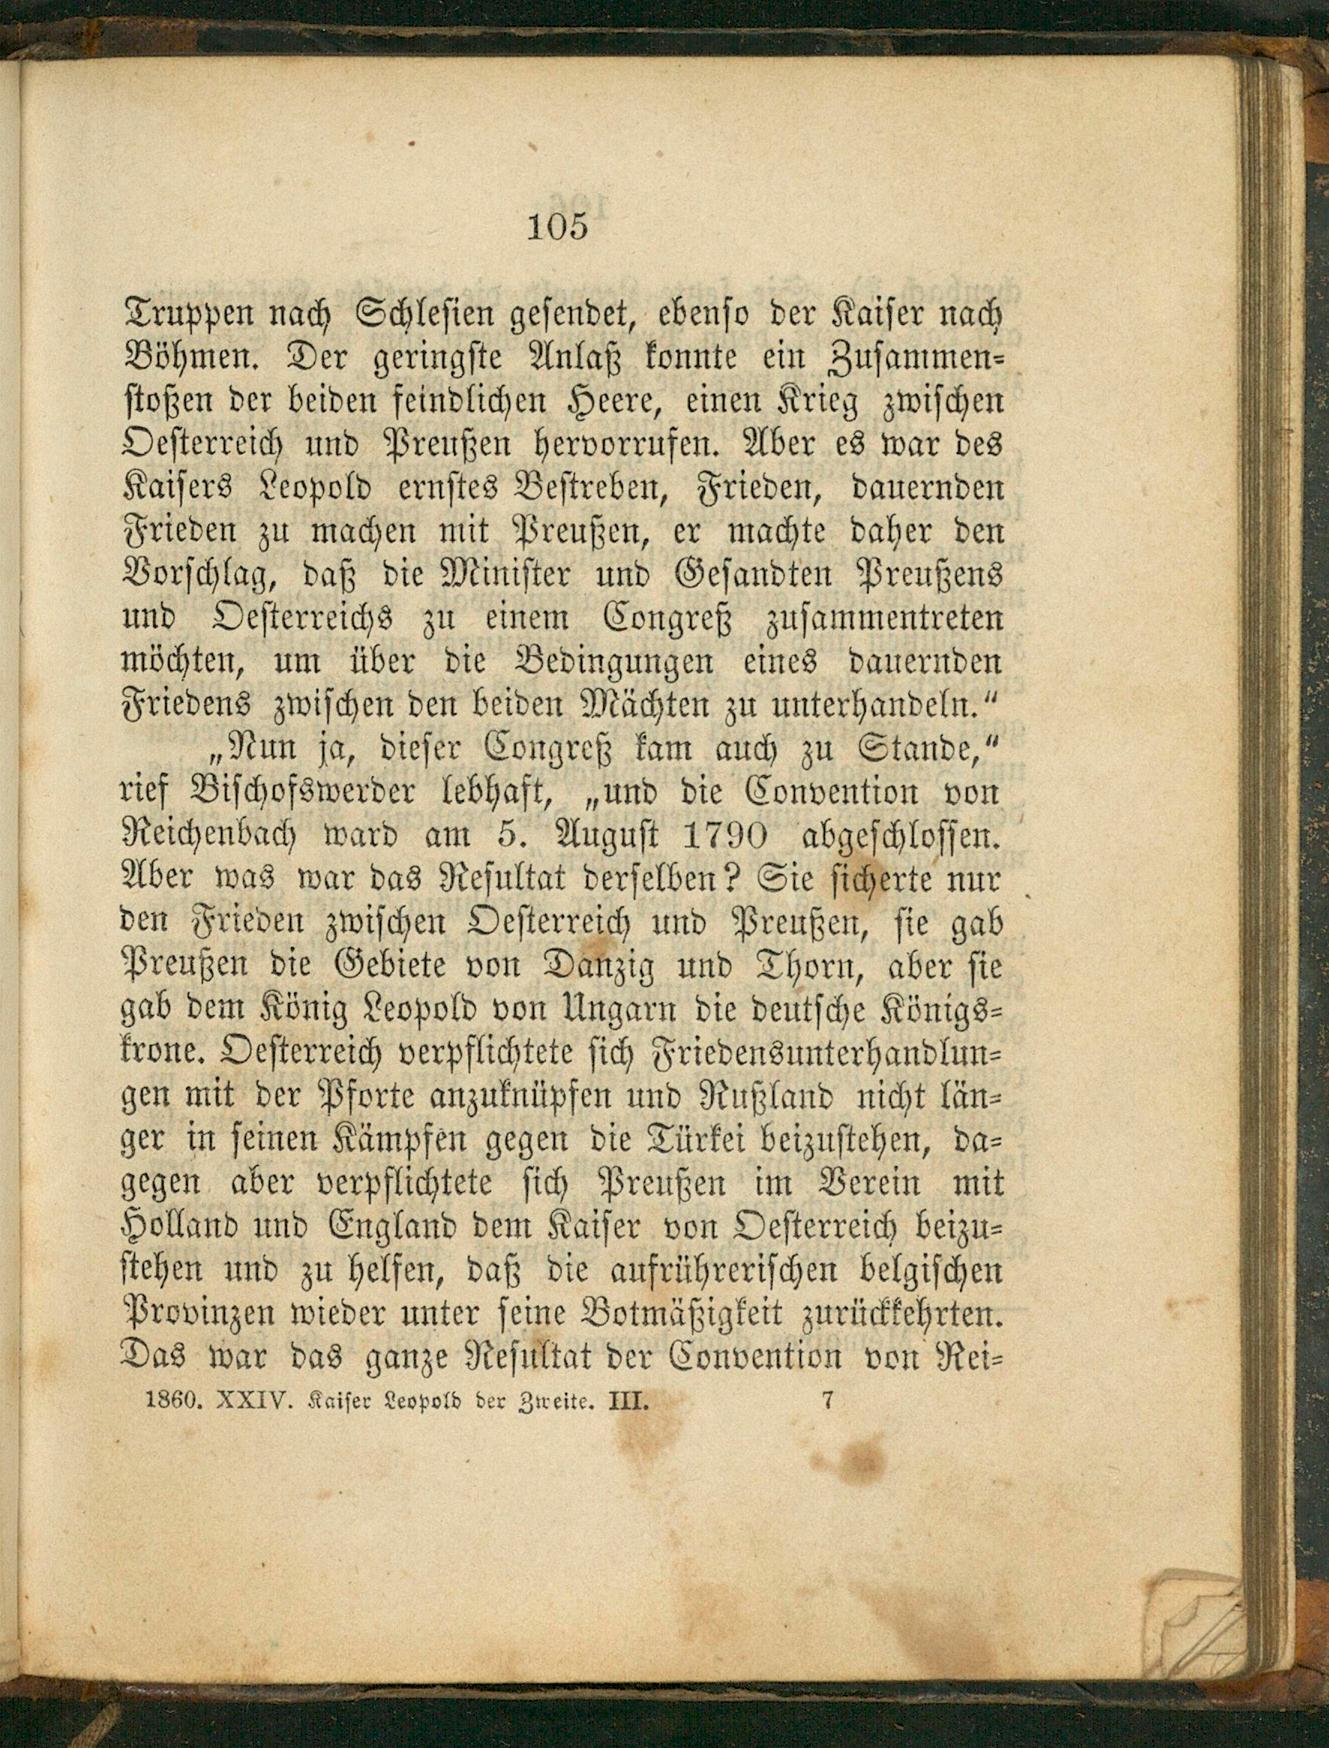 105
Truppen nach Schlesien gesendet, ebenso der Kaiser nach
Böhmen. Der geringste Anlaß konnte ein Zusammen=
stoßen der beiden feindlichen Heere, einen Krieg zwischen
Oesterreich und Preußen hervorrufen. Aber es war des
Kaisers Leopold ernstes Bestreben, Frieden, dauernden
Frieden zu machen mit Preußen, er machte daher den
Vorschlag, daß die Minister und Gesandten Preußens
und Oesterreichs zu einem Congreß zusammentreten
möchten, um über die Bedingungen eines dauernden
Friedens zwischen den beiden Mächten zu unterhandeln.“
„Nun ja, dieser Congreß kam auch zu Stande,“
rief Bischofswerder lebhaft, „und die Convention von
Reichenbach ward am 5. August 1790 abgeschlossen.
Aber was war das Resultat derselben? Sie sicherte nur
den Frieden zwischen Oesterreich und Preußen, sie gab
Preußen die Gebiete von Danzig und Thorn, aber sie
gab dem König Leopold von Ungarn die deutsche Königs=
krone. Oesterreich verpflichtete sich Friedensunterhandlun=
gen mit der Pforte anzuknüpfen und Rußland nicht län=
ger in seinen Kämpfen gegen die Türkei beizustehen, da=
gegen aber verpflichtete sich Preußen im Verein mit
Holland und England dem Kaiser von Oesterreich beizu=
stehen und zu helfen, daß die aufrührerischen belgischen
Provinzen wieder unter seine Botmäßigkeit zurückkehrten.
Das war das ganze Resultat der Convention von Rei=
1860. XXIV. Kaiser Leopold der Zweite. III. 7